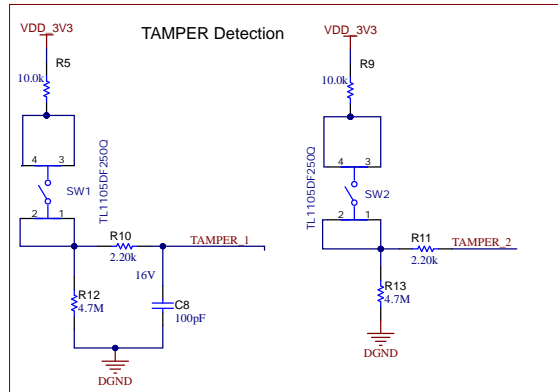 TAMPER Detection
VDD_3V3
R5
10.0k
4 3
SW1
TL1105DF250Q
2 1
R10
2.20k
TAMPER_1
16V
C8
100pF
R12
4.7M
DGND
VDD_3V3
R9
10.0k
4 3
SW2
TL1105DF250Q
2 1
R11
2.20k
TAMPER_2
R13
4.7M
DGND